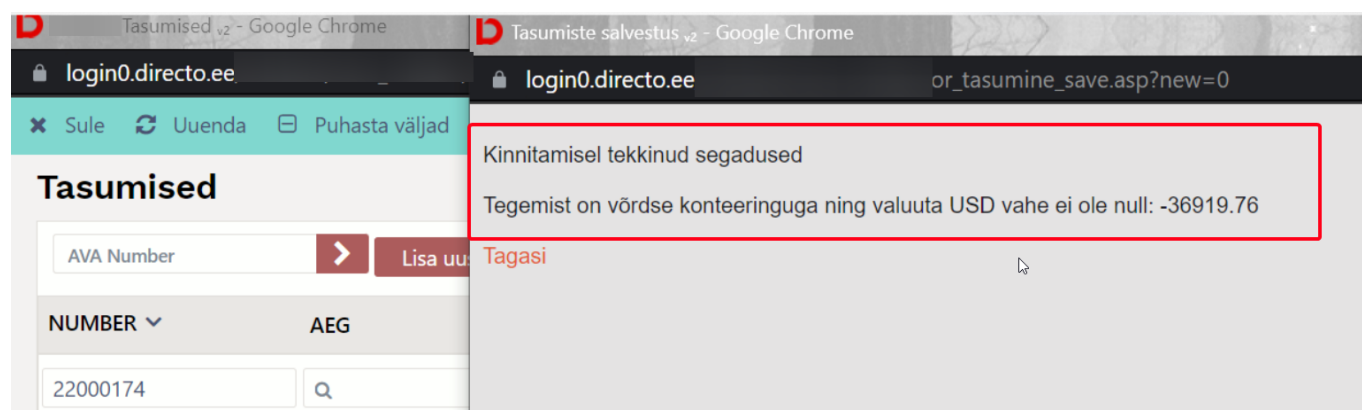 Tasumised v2 - Google Chrome
login0.directo.ee
Sule Uuenda Puhasta väljad
Tasumised
AVA Number
Lisa uu
NUMBER AEG
22000174
Tasumiste salvestus v2 - Google Chrome
login0.directo.ee or_tasumine_save.asp?new=0
Kinnitamisel tekkinud segadused
Tegemist on võrdse konteeringuga ning valuuta USD vahe ei ole null: -36919.76
Tagasi